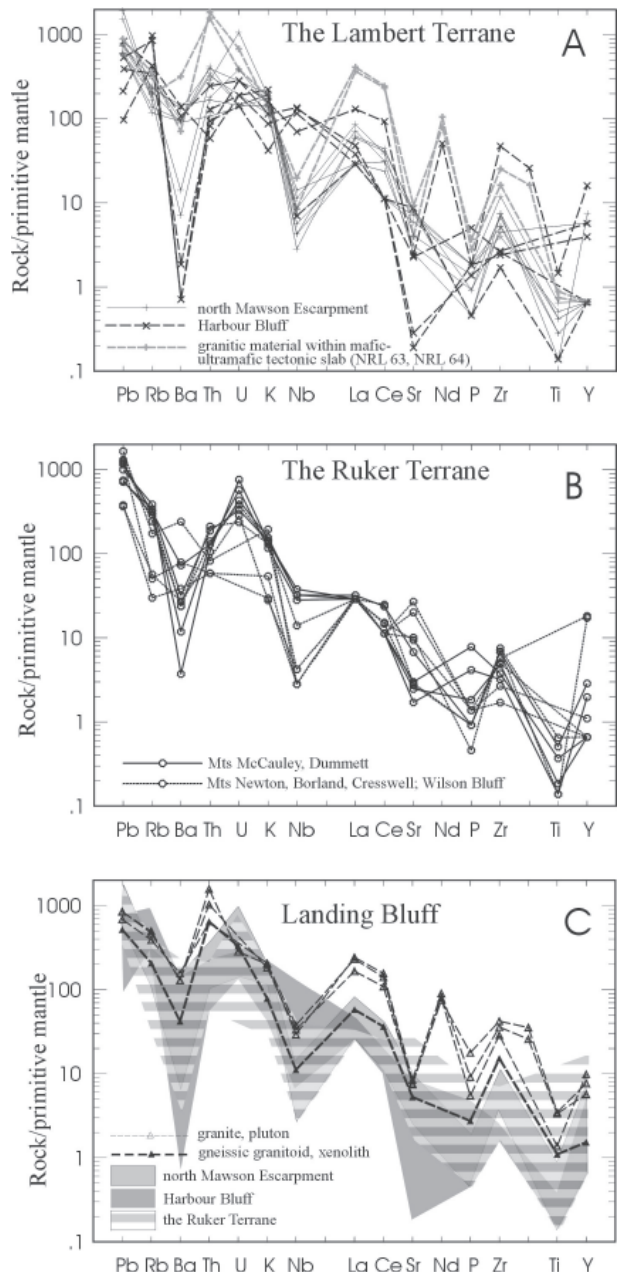 The Lambert Terrane
A
Rock/primitive mantle
1000
100
10
1
.1
north Mawson Escarpment
Harbour Bluff
granitic material within mafic-
ultramafic tectonic slab (NRL 63, NRL 64)
Pb Rb Ba Th U K Nb La Ce Sr Nd P Zr Ti Y
The Ruker Terrane
B
Rock/primitive mantle
1000
100
10
1
.1
Mts McCauley, Dummett
Mts Newton, Borland, Cresswell; Wilson Bluff
Pb Rb Ba Th U K Nb La Ce Sr Nd P Zr Ti Y
Landing Bluff
C
Rock/primitive mantle
1000
100
10
1
.1
granite, pluton
gneissic granitoid, xenolith
north Mawson Escarpment
Harbour Bluff
the Ruker Terrane
Pb Rb Ba Th U K Nb La Ce Sr Nd P Zr Ti Y